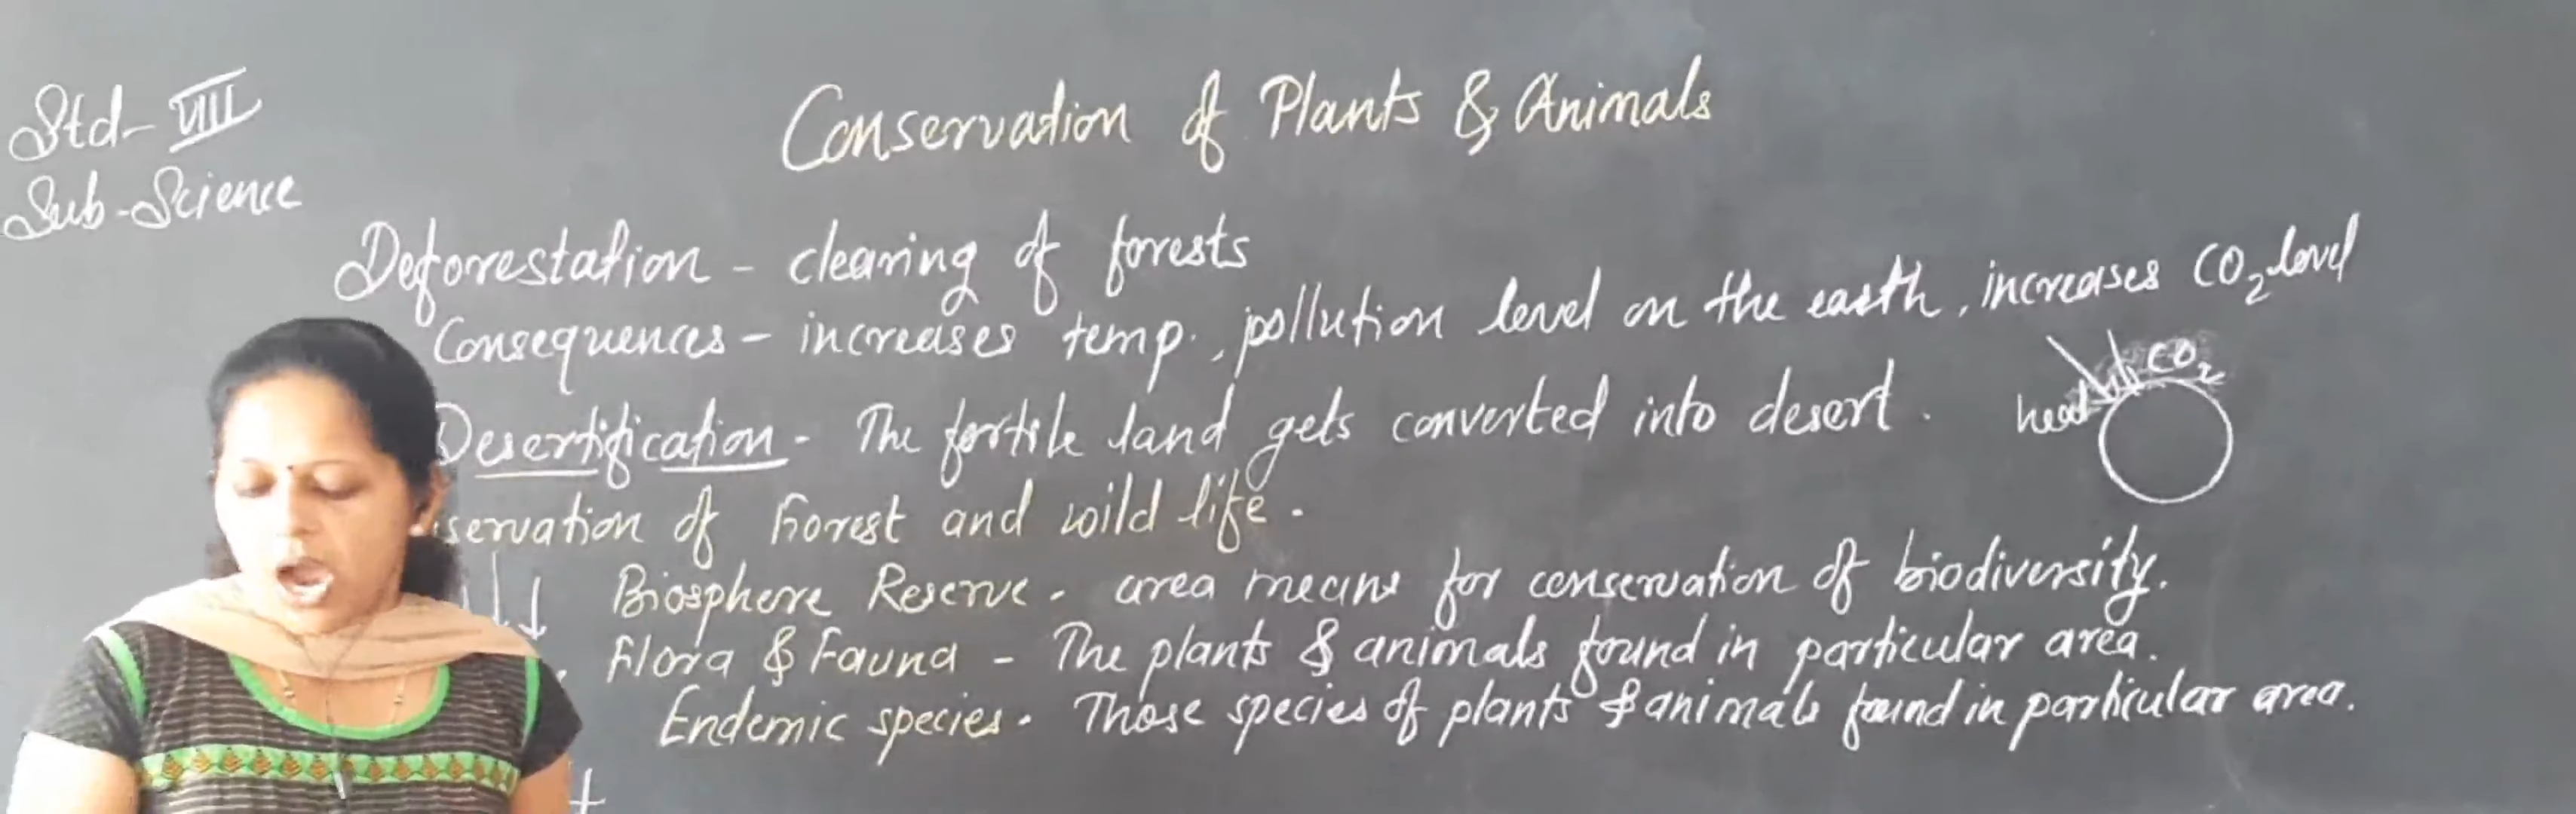 Std- VIII
Sub-Science
Conservation of Plants & Animals
Deforestation - clearing of forests
Consequences - increases temp., pollution level on the earth, increases CO2 level
CO2
heat
Desertification - The fertile land gets converted into desert.
servation of Forest and wild life.
Biosphere Reserve - area means for conservation of biodiversity.
Flora & Fauna - The plants & animals found in particular area.
Endemic species - Those species of plants & animals found in particular area.